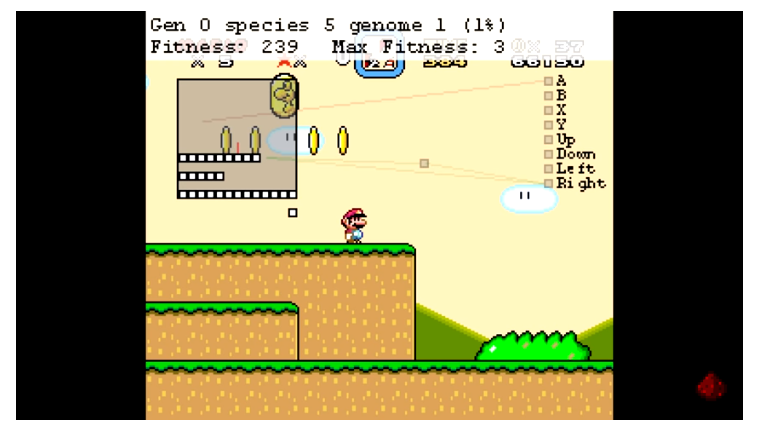 Gen 0 species 5 genome 1 (1%)
Fitness: 239 Max Fitness: 3
A
B
X
Y
Up
Down
Left
Right